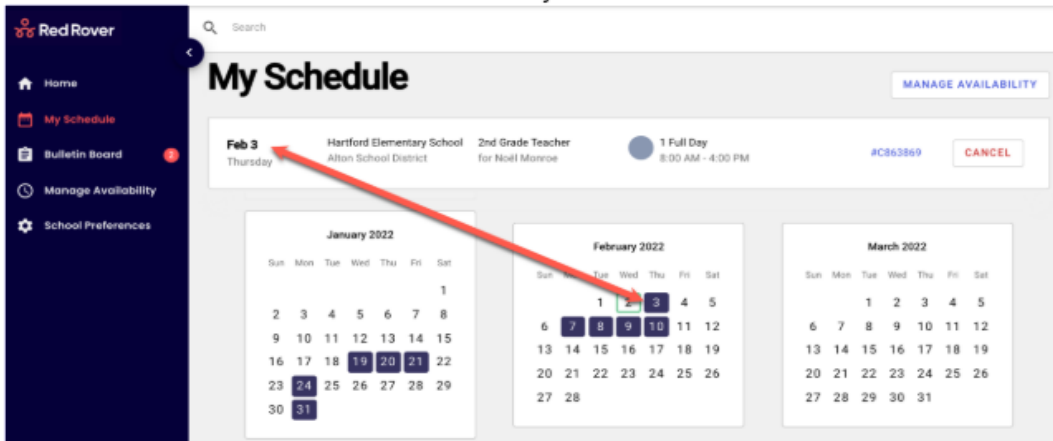 Red Rover
Search
Home
My Schedule
Bulletin Board 2
Manage Availability
School Preferences
My Schedule
MANAGE AVAILABILITY
Feb 3
Thursday
Hartford Elementary School
Alton School District
2nd Grade Teacher
for Noël Monroe
1 Full Day
8:00 AM - 4:00 PM
#C863869
CANCEL
January 2022
Sun Mon Tue Wed Thu Fri Sat
1
2 3 4 5 6 7 8
9 10 11 12 13 14 15
16 17 18 19 20 21 22
23 24 25 26 27 28 29
30 31
February 2022
Sun Tue Wed Thu Fri Sat
1 2 3 4 5
6 7 8 9 10 11 12
13 14 15 16 17 18 19
20 21 22 23 24 25 26
27 28
March 2022
Sun Mon Tue Wed Thu Fri Sat
1 2 3 4 5
6 7 8 9 10 11 12
13 14 15 16 17 18 19
20 21 22 23 24 25 26
27 28 29 30 31